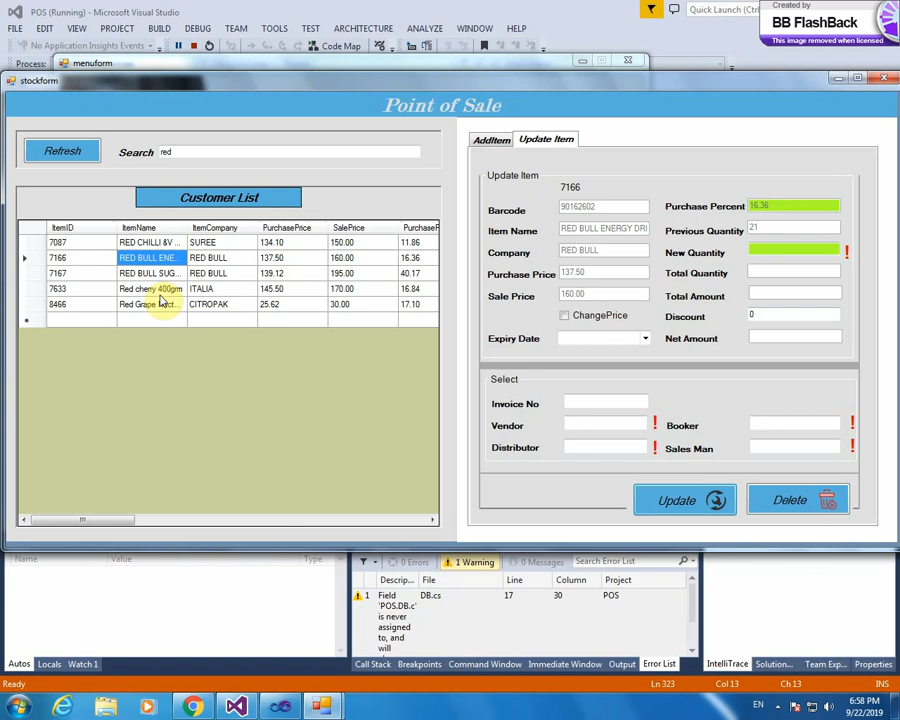 POS (Running) - Microsoft Visual Studio
Quick Launch (Ctrl
Created by
BB FlashBack
This image removed when licensed
FILE EDIT VIEW PROJECT BUILD DEBUG TEAM TOOLS TEST ARCHITECTURE ANALYZE WINDOW HELP
No Application Insights Events
Code Map
Process:
menuform
stockform
Point of Sale
Refresh
Search red
Customer List
ItemID ItemName ItemCompany PurchasePrice SalePrice PurchaseP
7087 RED CHILLI &V ... SUREE 134.10 150.00 11.86
7166 RED BULL ENE... RED BULL 137.50 160.00 16.36
7167 RED BULL SUG... RED BULL 139.12 195.00 40.17
7633 Red cherry 400grm ITALIA 145.50 170.00 16.84
8466 Red Grape CITROPAK 25.62 30.00 17.10
AddItem Update Item
Update Item
7166
Barcode 90162602
Item Name RED BULL ENERGY DRI
Company RED BULL
Purchase Price 137.50
Sale Price 160.00
ChangePrice
Expiry Date
Purchase Percent 16.36
Previous Quantity 21
New Quantity !
Total Quantity
Total Amount
Discount 0
Net Amount
Select
Invoice No
Vendor ! Booker !
Distributor ! Sales Man !
Update Delete
Name Value Type
0 Errors 1 Warning 0 Messages Search Error List
Descrip... File Line Column Project
1 Field 'POS.DB.c' DB.cs 17 30 POS
is never
assigned
to, and
will
Autos Locals Watch 1
Call Stack Breakpoints Command Window Immediate Window Output Error List
IntelliTrace Solution... Team Exp... Properties
Ready Ln 323 Col 13 Ch 13 INS
EN
6:58 PM
9/22/2019